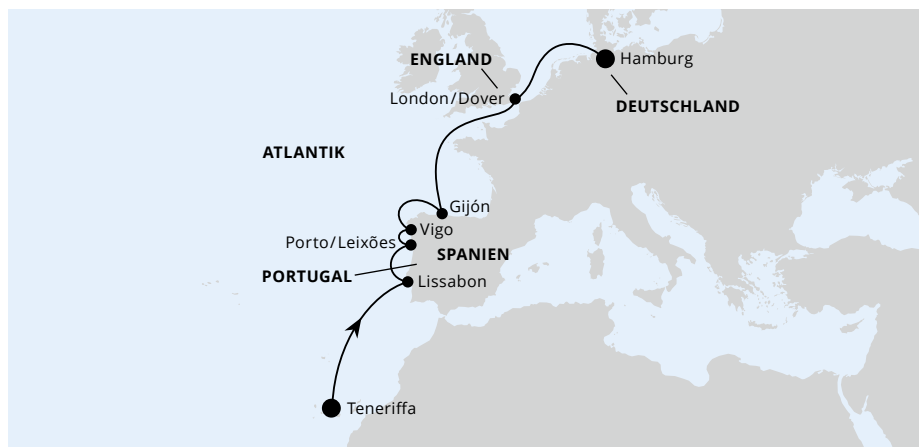 ENGLAND
Hamburg
London/Dover
DEUTSCHLAND
ATLANTIK
Gijón
Vigo
Porto/Leixões
SPANIEN
PORTUGAL
Lissabon
Teneriffa